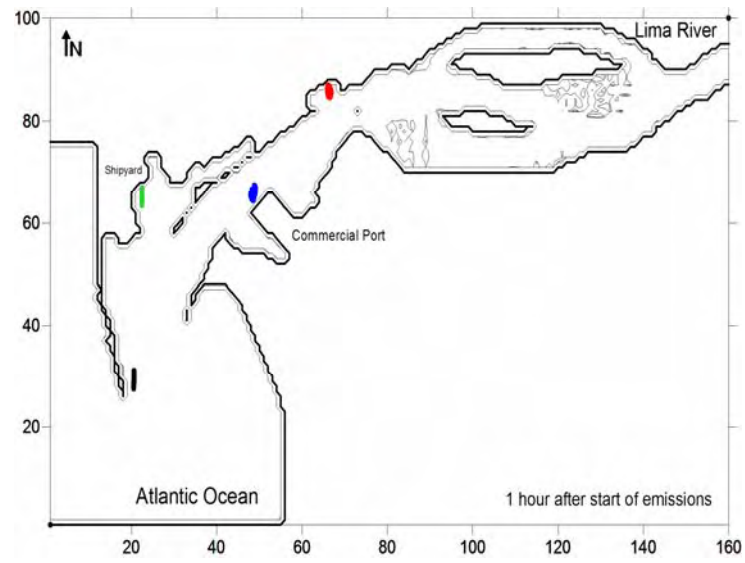 100
80
60
40
20
N
Lima River
Shipyard
Commercial Port
Atlantic Ocean
1 hour after start of emissions
20 40 60 80 100 120 140 160